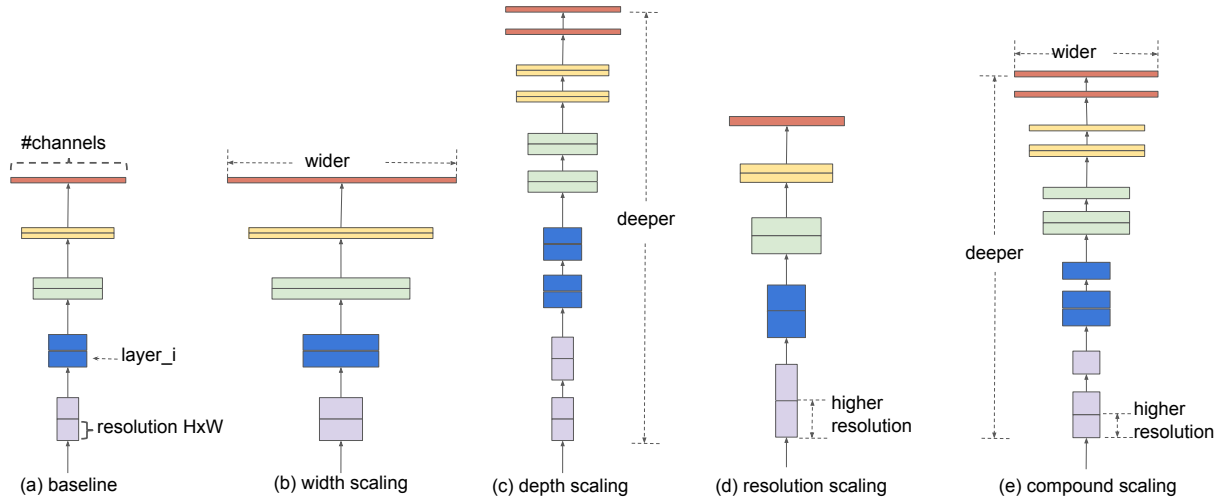 #channels
layer_i
resolution HxW
(a) baseline
wider
(b) width scaling
deeper
(c) depth scaling
higher
resolution
(d) resolution scaling
wider
deeper
higher
resolution
(e) compound scaling